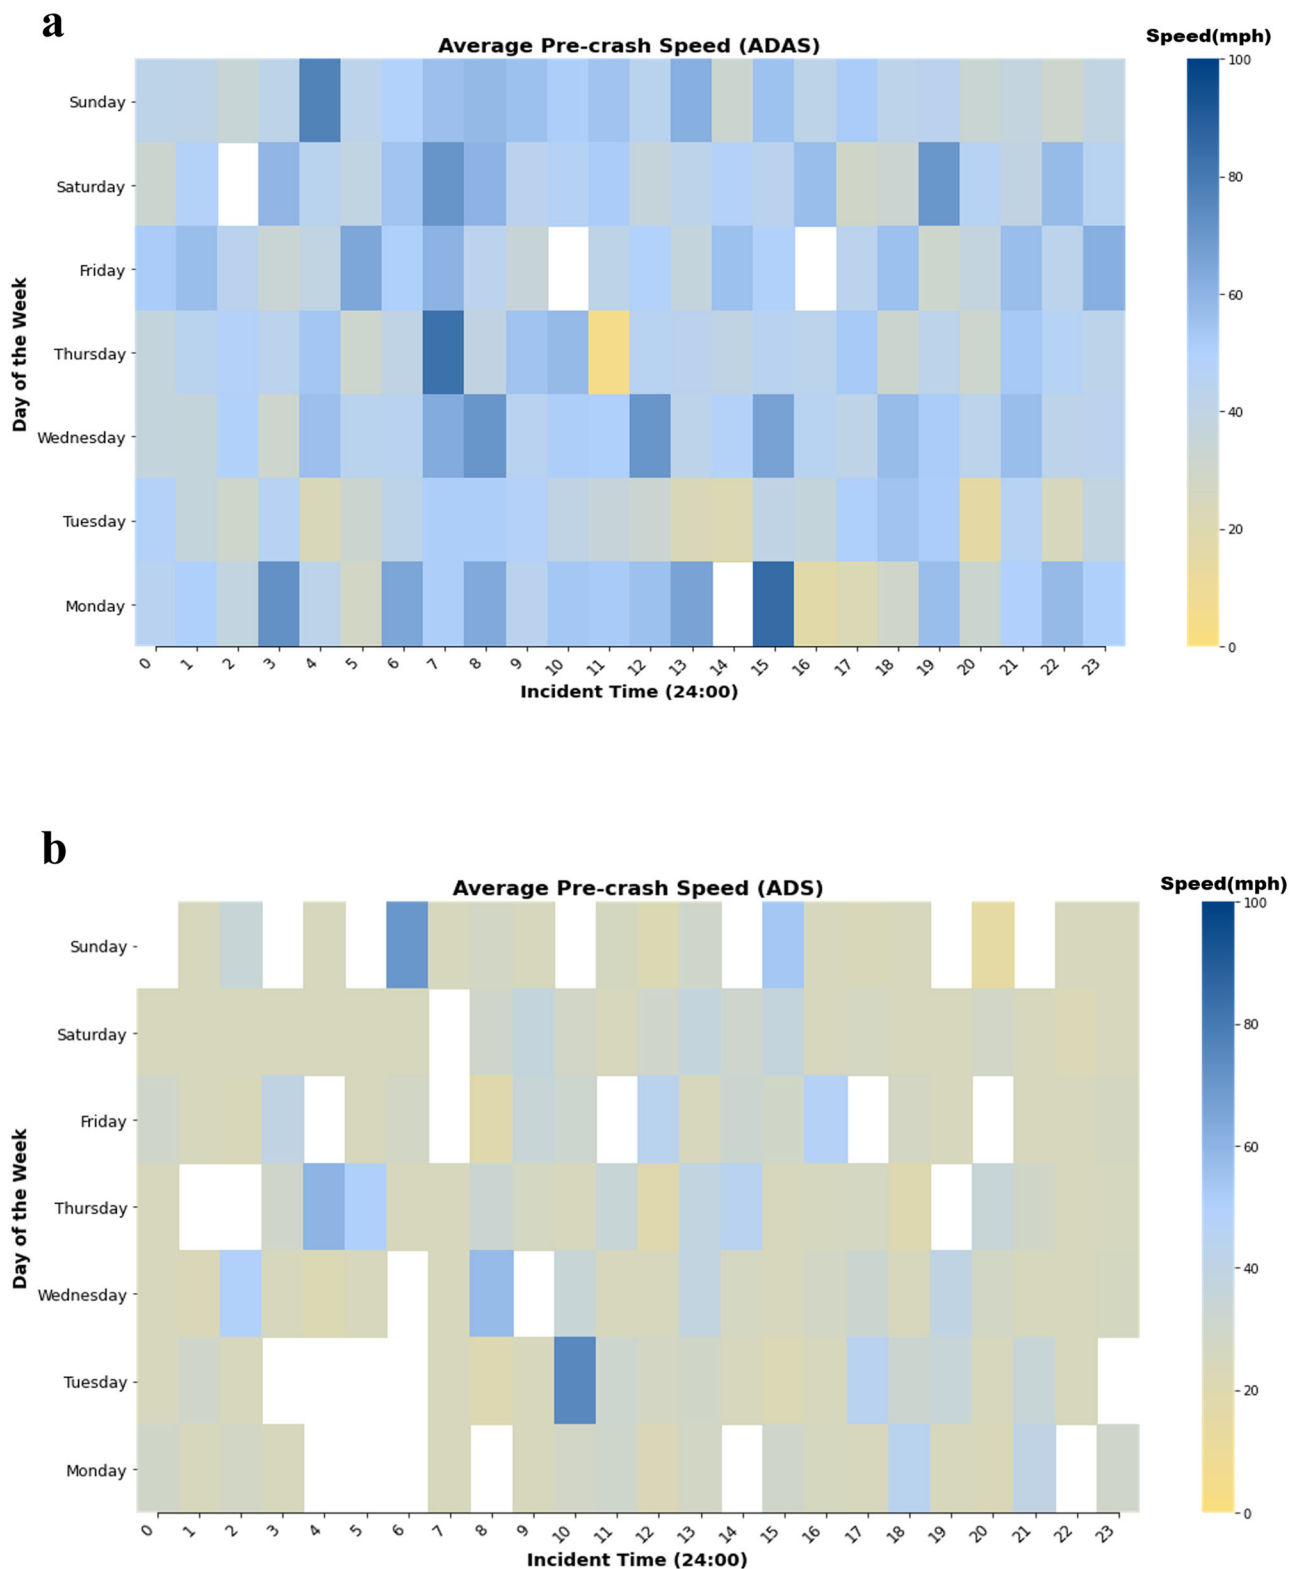 a
Average Pre-crash Speed (ADAS)
Speed(mph)
100
80
60
40
20
0
Day of the Week
Sunday
Saturday
Friday
Thursday
Wednesday
Tuesday
Monday
0 1 2 3 4 5 6 7 8 9 10 11 12 13 14 15 16 17 18 19 20 21 22 23
Incident Time (24:00)
b
Average Pre-crash Speed (ADS)
Speed(mph)
100
80
60
40
20
0
Day of the Week
Sunday
Saturday
Friday
Thursday
Wednesday
Tuesday
Monday
0 1 2 3 4 5 6 7 8 9 10 11 12 13 14 15 16 17 18 19 20 21 22 23
Incident Time (24:00)